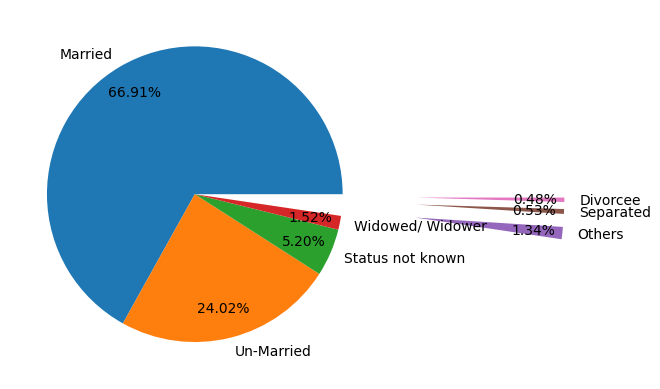 Married
66.91%
0.48%
Divorcee
0.53%
Separated
1.52%
Widowed/ Widower
1.34%
Others
5.20%
Status not known
24.02%
Un-Married